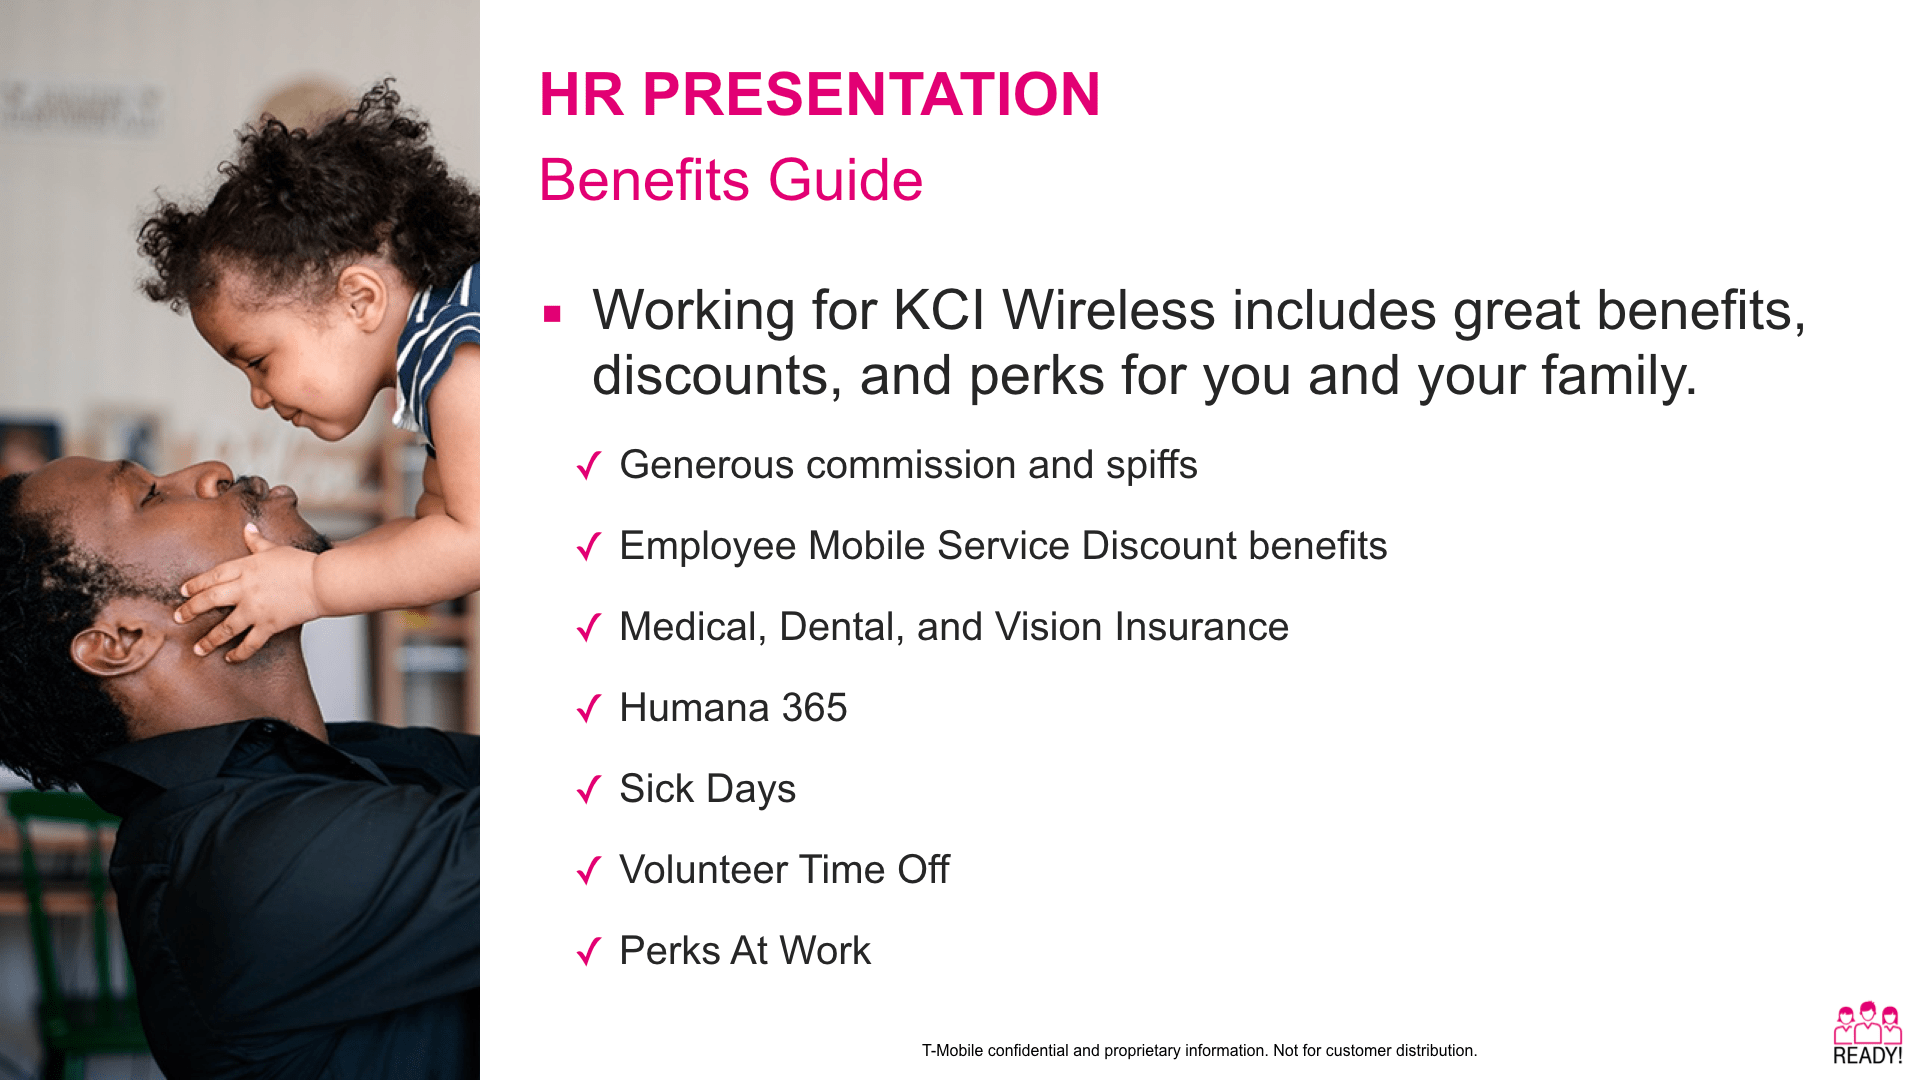 HR PRESENTATION
Benefits Guide
▪ Working for KCI Wireless includes great benefits,
discounts, and perks for you and your family.
✓ Generous commission and spiffs
✓ Employee Mobile Service Discount benefits
✓ Medical, Dental, and Vision Insurance
✓ Humana 365
✓ Sick Days
✓ Volunteer Time Off
✓ Perks At Work
T-Mobile confidential and proprietary information. Not for customer distribution.
READY!